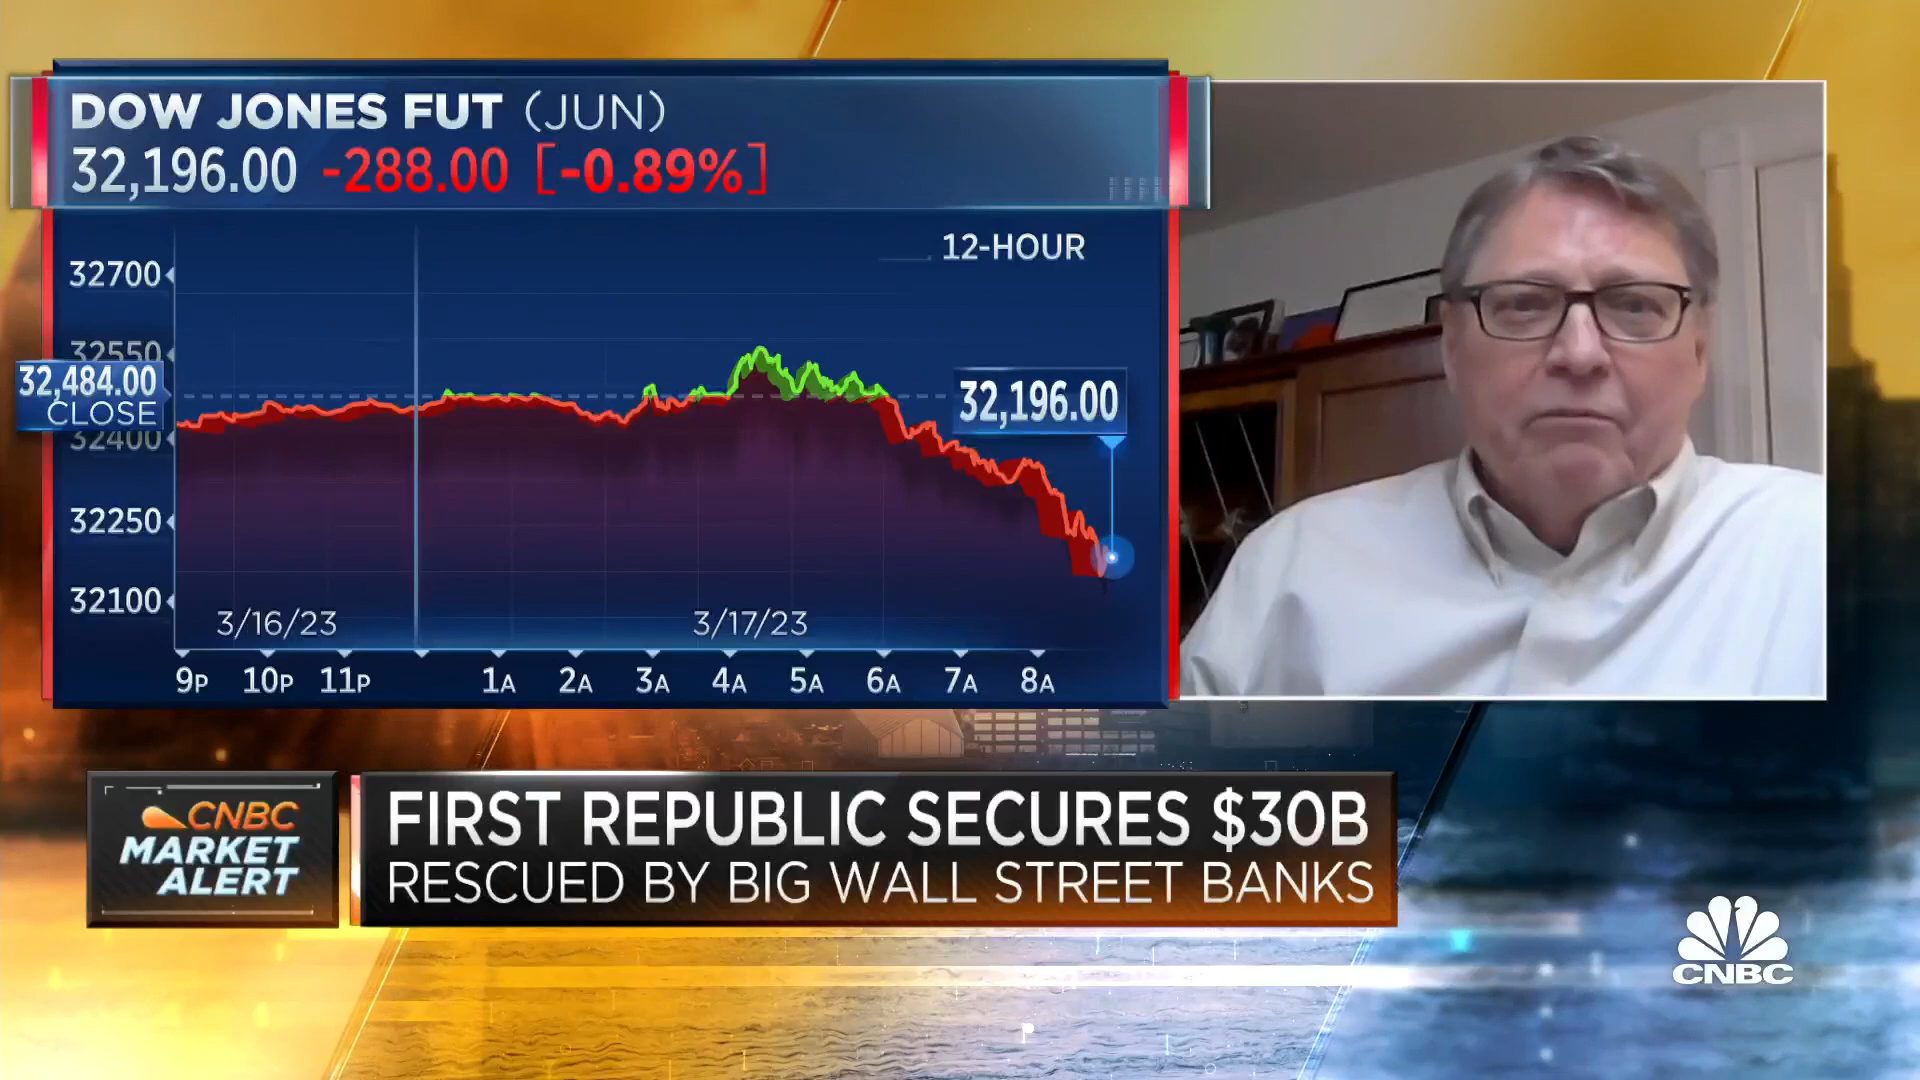 DOW JONES FUT (JUN)
32,196.00 -288.00 [-0.89%]
12-HOUR
32700
32550
32,484.00
CLOSE
32400
32250
32100
32,196.00
3/16/23 3/17/23
9P 10P 11P 1A 2A 3A 4A 5A 6A 7A 8A
CNBC
MARKET
ALERT
FIRST REPUBLIC SECURES $30B
RESCUED BY BIG WALL STREET BANKS
CNBC